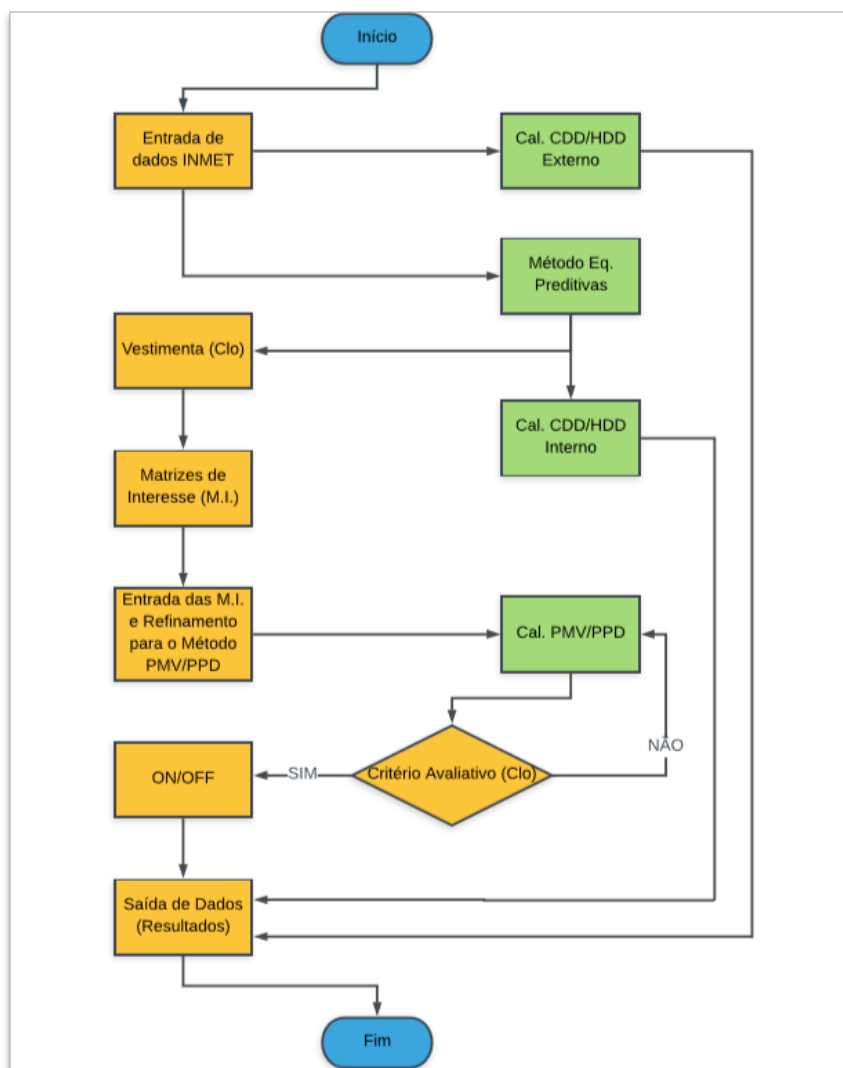 Início
Entrada de
dados INMET
Cal. CDD/HDD
Externo
Método Eq.
Preditivas
Vestimenta (Clo)
Cal. CDD/HDD
Interno
Matrizes de
Interesse (M.I.)
Entrada das M.I.
e Refinamento
para o Método
PMV/PPD
Cal. PMV/PPD
NÃO
Critério Avaliativo (Clo)
SIM
ON/OFF
Saída de Dados
(Resultados)
Fim